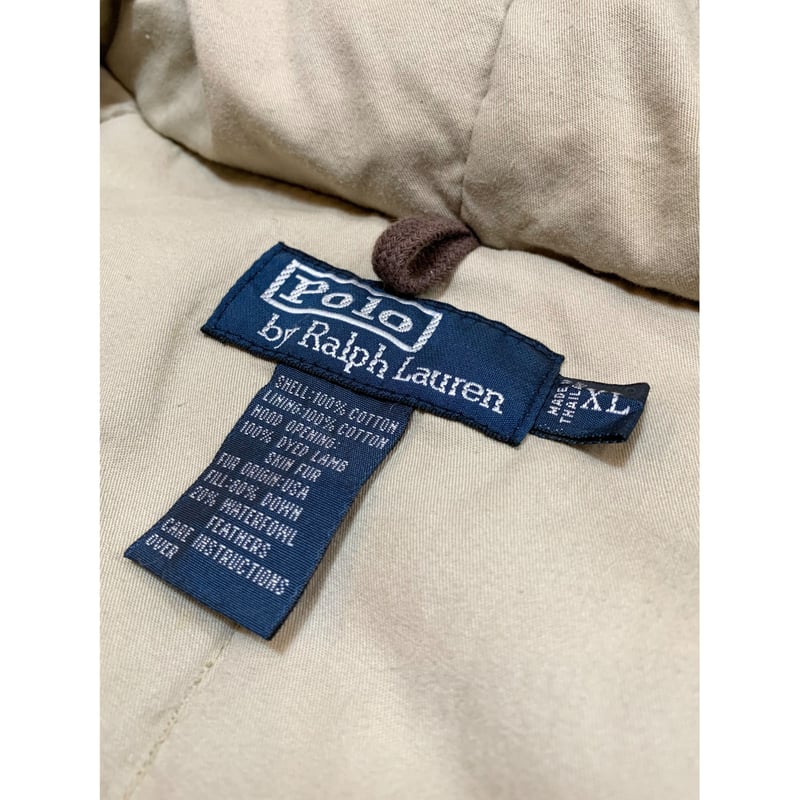 Polo
by Ralph Lauren
MADE IN
THAILAND
XL
SHELL:100% COTTON
LINING:100% COTTON
HOOD OPENING:
100% DYED LAMB
SKIN FUR
FUR ORIGIN:USA
FILL:80% DOWN
20% WATERFOWL
FEATHERS
CARE INSTRUCTIONS
OVER